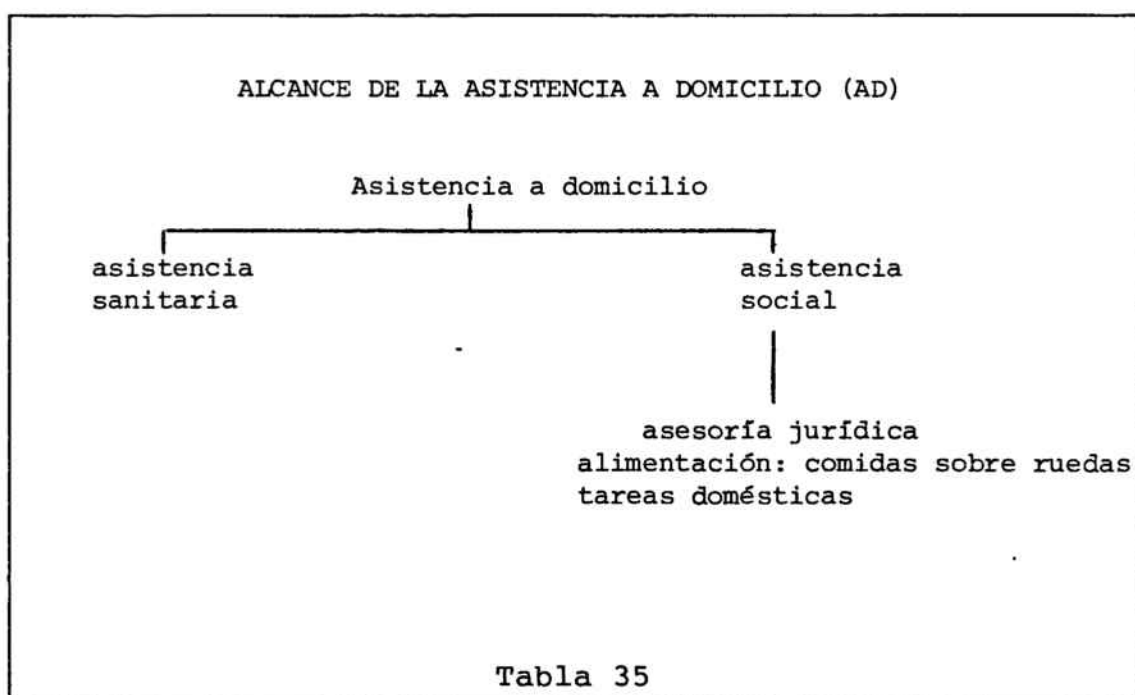 ALCANCE DE LA ASISTENCIA A DOMICILIO (AD)
Asistencia a domicilio
asistencia
sanitaria
asistencia
social
asesoría jurídica
alimentación: comidas sobre ruedas
tareas domésticas
Tabla 35